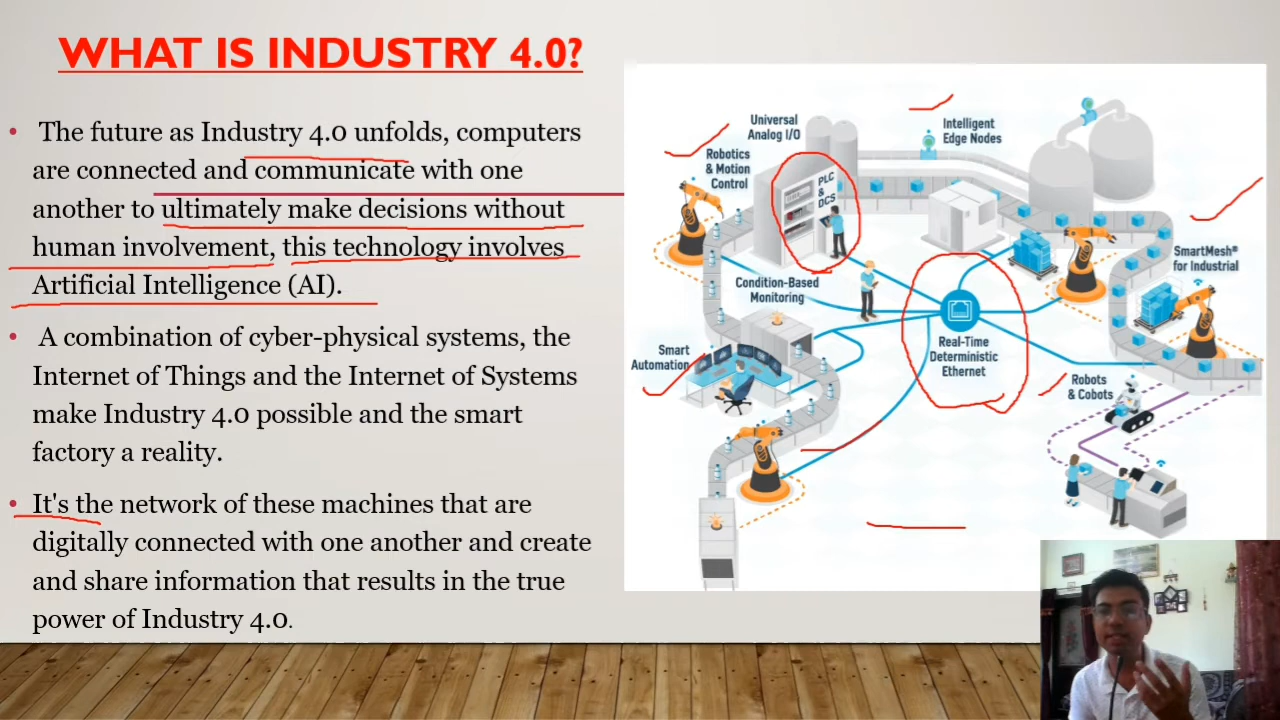 WHAT IS INDUSTRY 4.0?
• The future as Industry 4.0 unfolds, computers
are connected and communicate with one
another to ultimately make decisions without
human involvement, this technology involves
Artificial Intelligence (AI).
• A combination of cyber-physical systems, the
Internet of Things and the Internet of Systems
make Industry 4.0 possible and the smart
factory a reality.
• It's the network of these machines that are
digitally connected with one another and create
and share information that results in the true
power of Industry 4.0.
Universal
Analog I/O
Intelligent
Edge Nodes
Robotics
& Motion
Control
PLC
&
DCS
SmartMesh®
for Industrial
Condition-Based
Monitoring
Real-Time
Deterministic
Ethernet
Smart
Automation
Robots
& Cobots